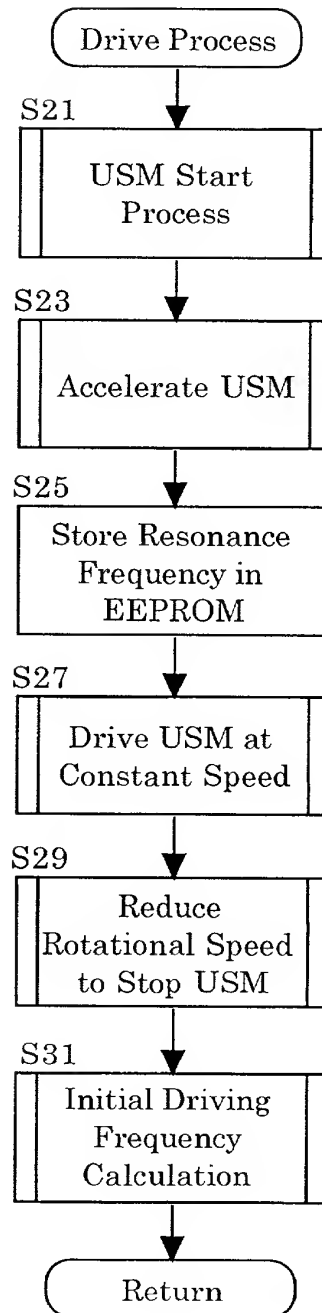 Drive Process
S21
USM Start
Process
S23
Accelerate USM
S25
Store Resonance
Frequency in
EEPROM
S27
Drive USM at
Constant Speed
S29
Reduce
Rotational Speed
to Stop USM
S31
Initial Driving
Frequency
Calculation
Return